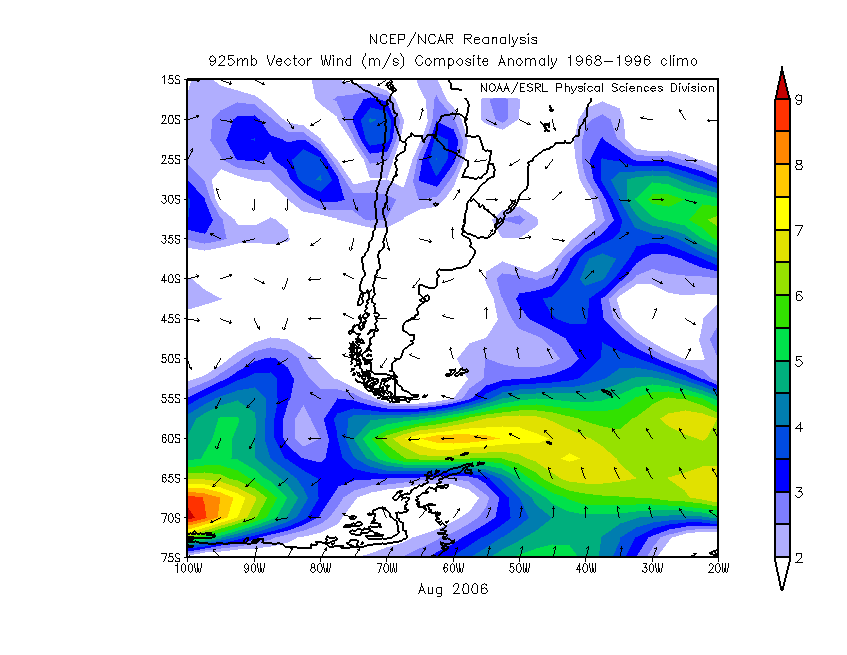 NCEP/NCAR Reanalysis
925mb Vector Wind (m/s) Composite Anomaly 1968-1996 climo
NOAA/ESRL Physical Sciences Division
15S
20S
25S
30S
35S
40S
45S
50S
55S
60S
65S
70S
75S
100W 90W 80W 70W 60W 50W 40W 30W 20W
Aug 2006
9
8
7
6
5
4
3
2